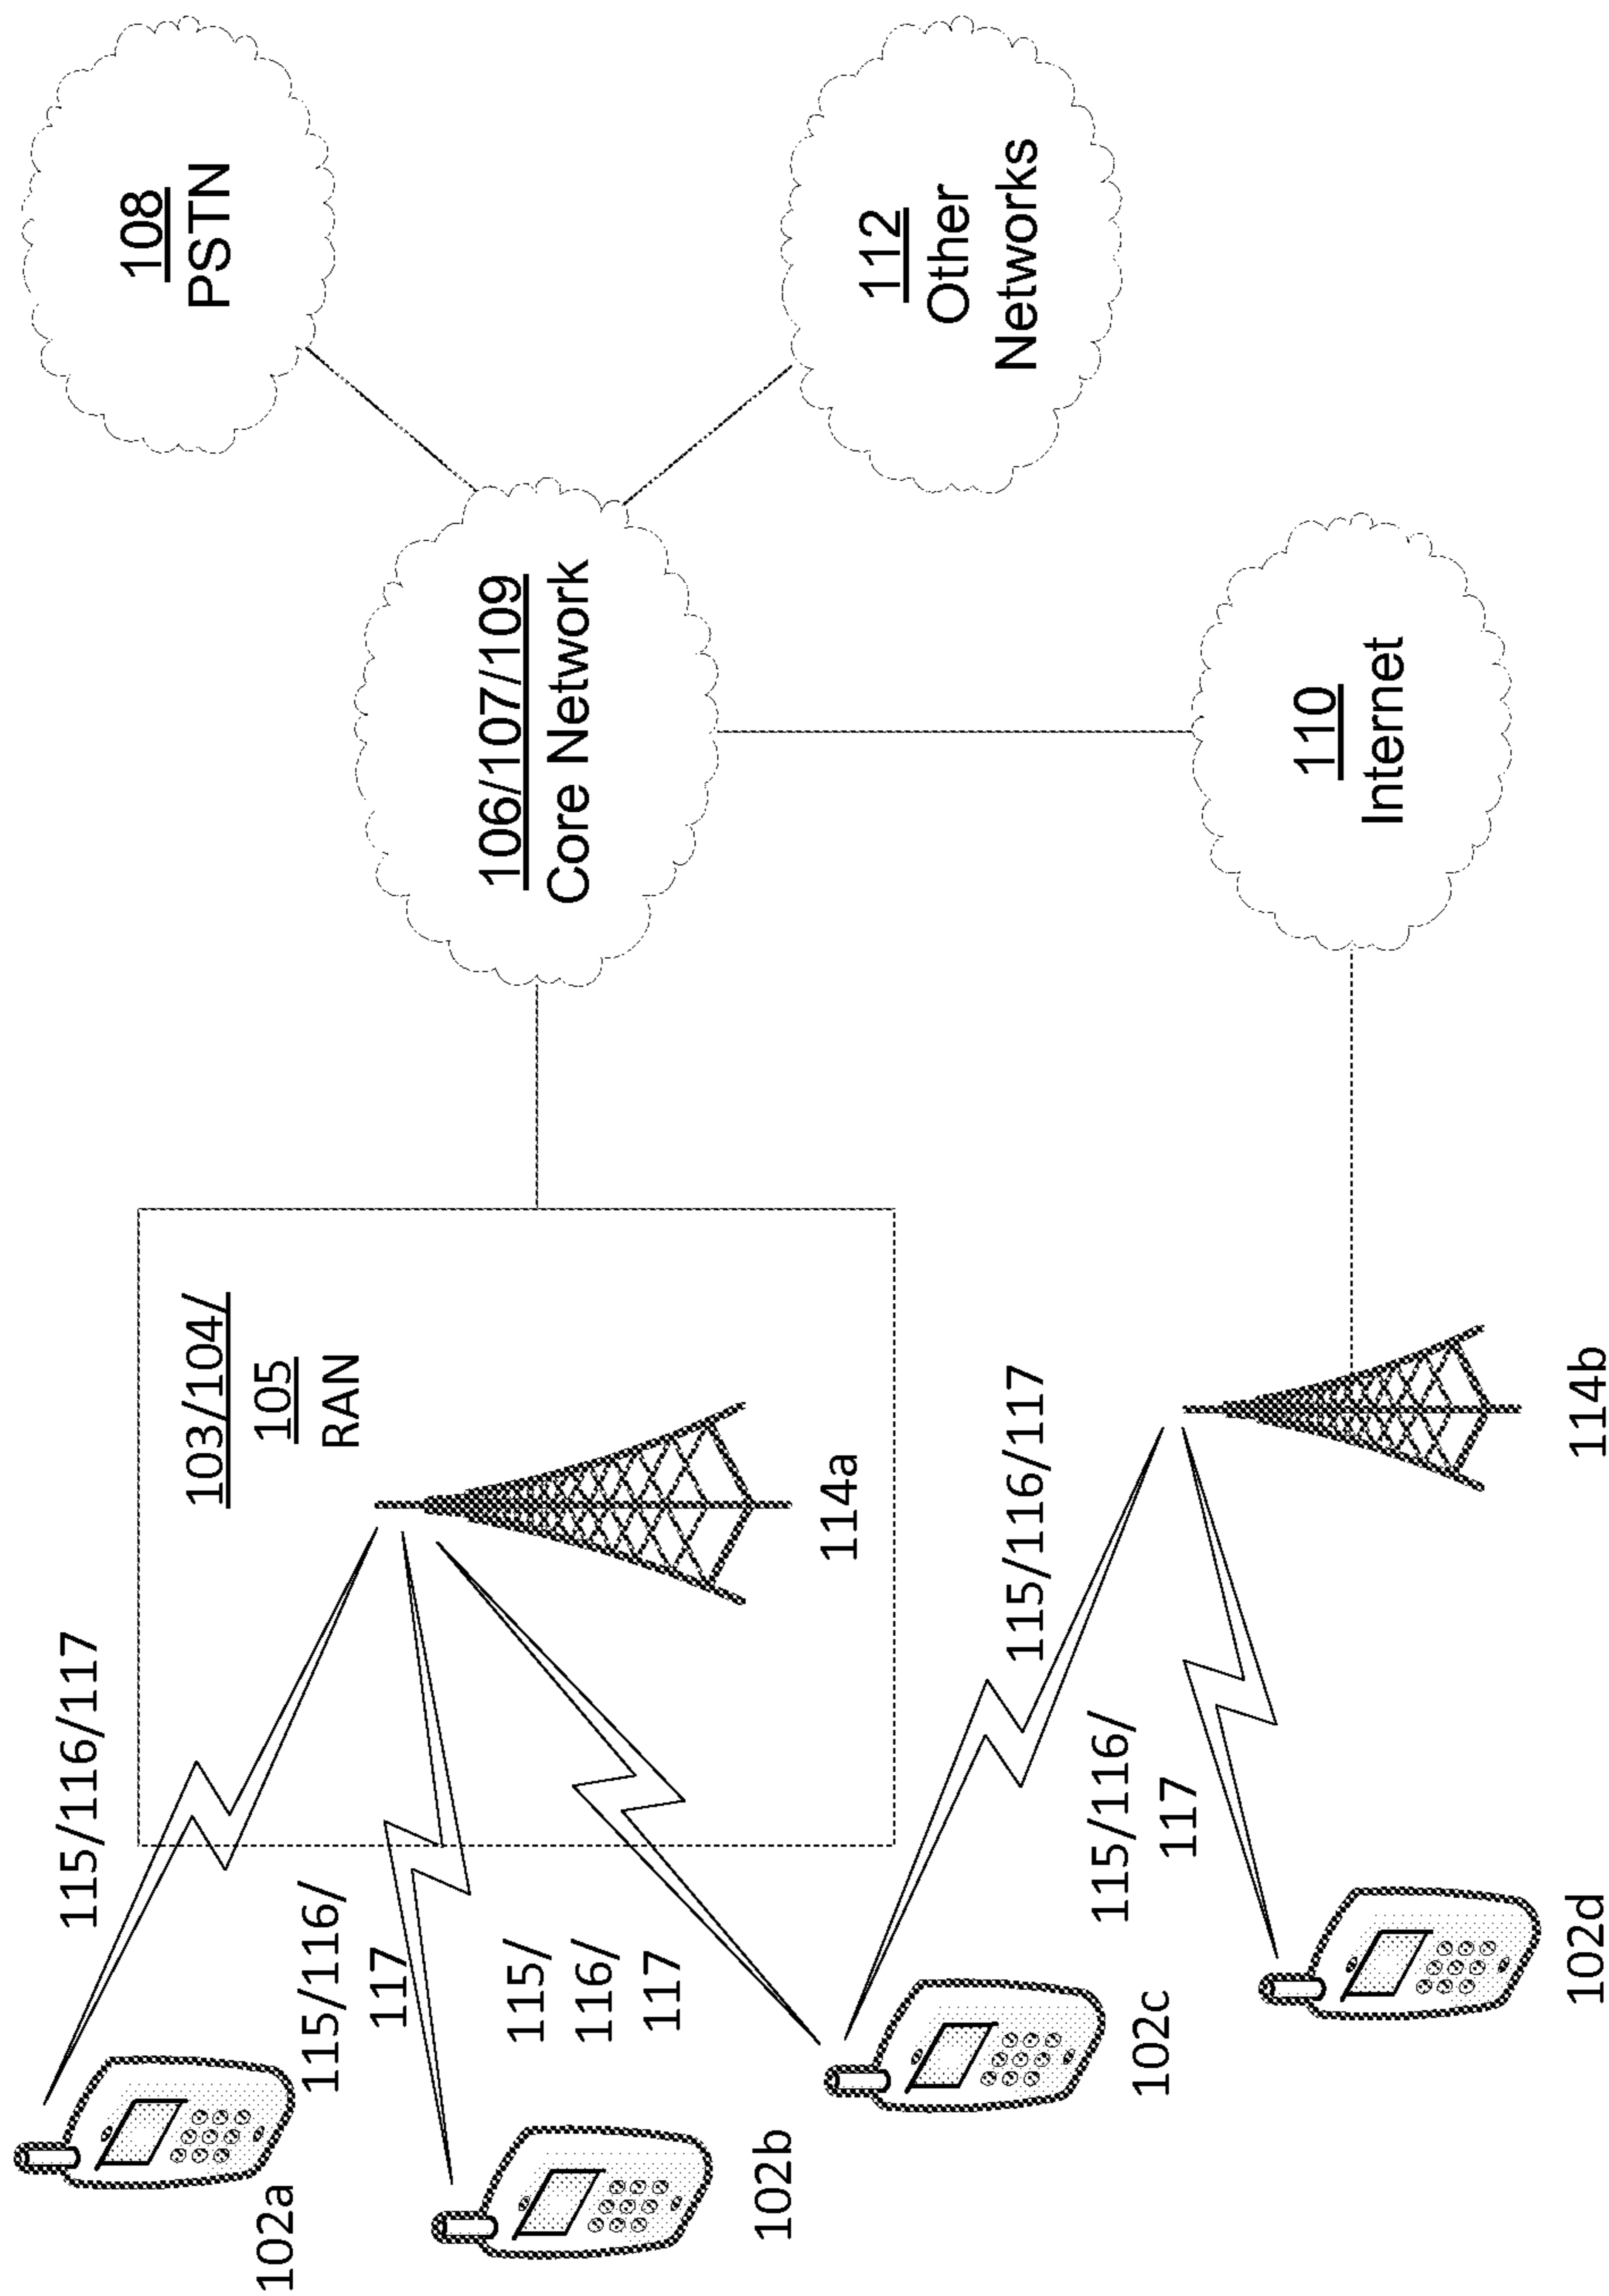 108
PSTN
106/107/109
Core Network
112
Other
Networks
110
Internet
103/104/
105
RAN
114a
114b
115/116/117
115/116/
117
115/
116/
117
115/116/117
115/116/
117
102a
102b
102c
102d